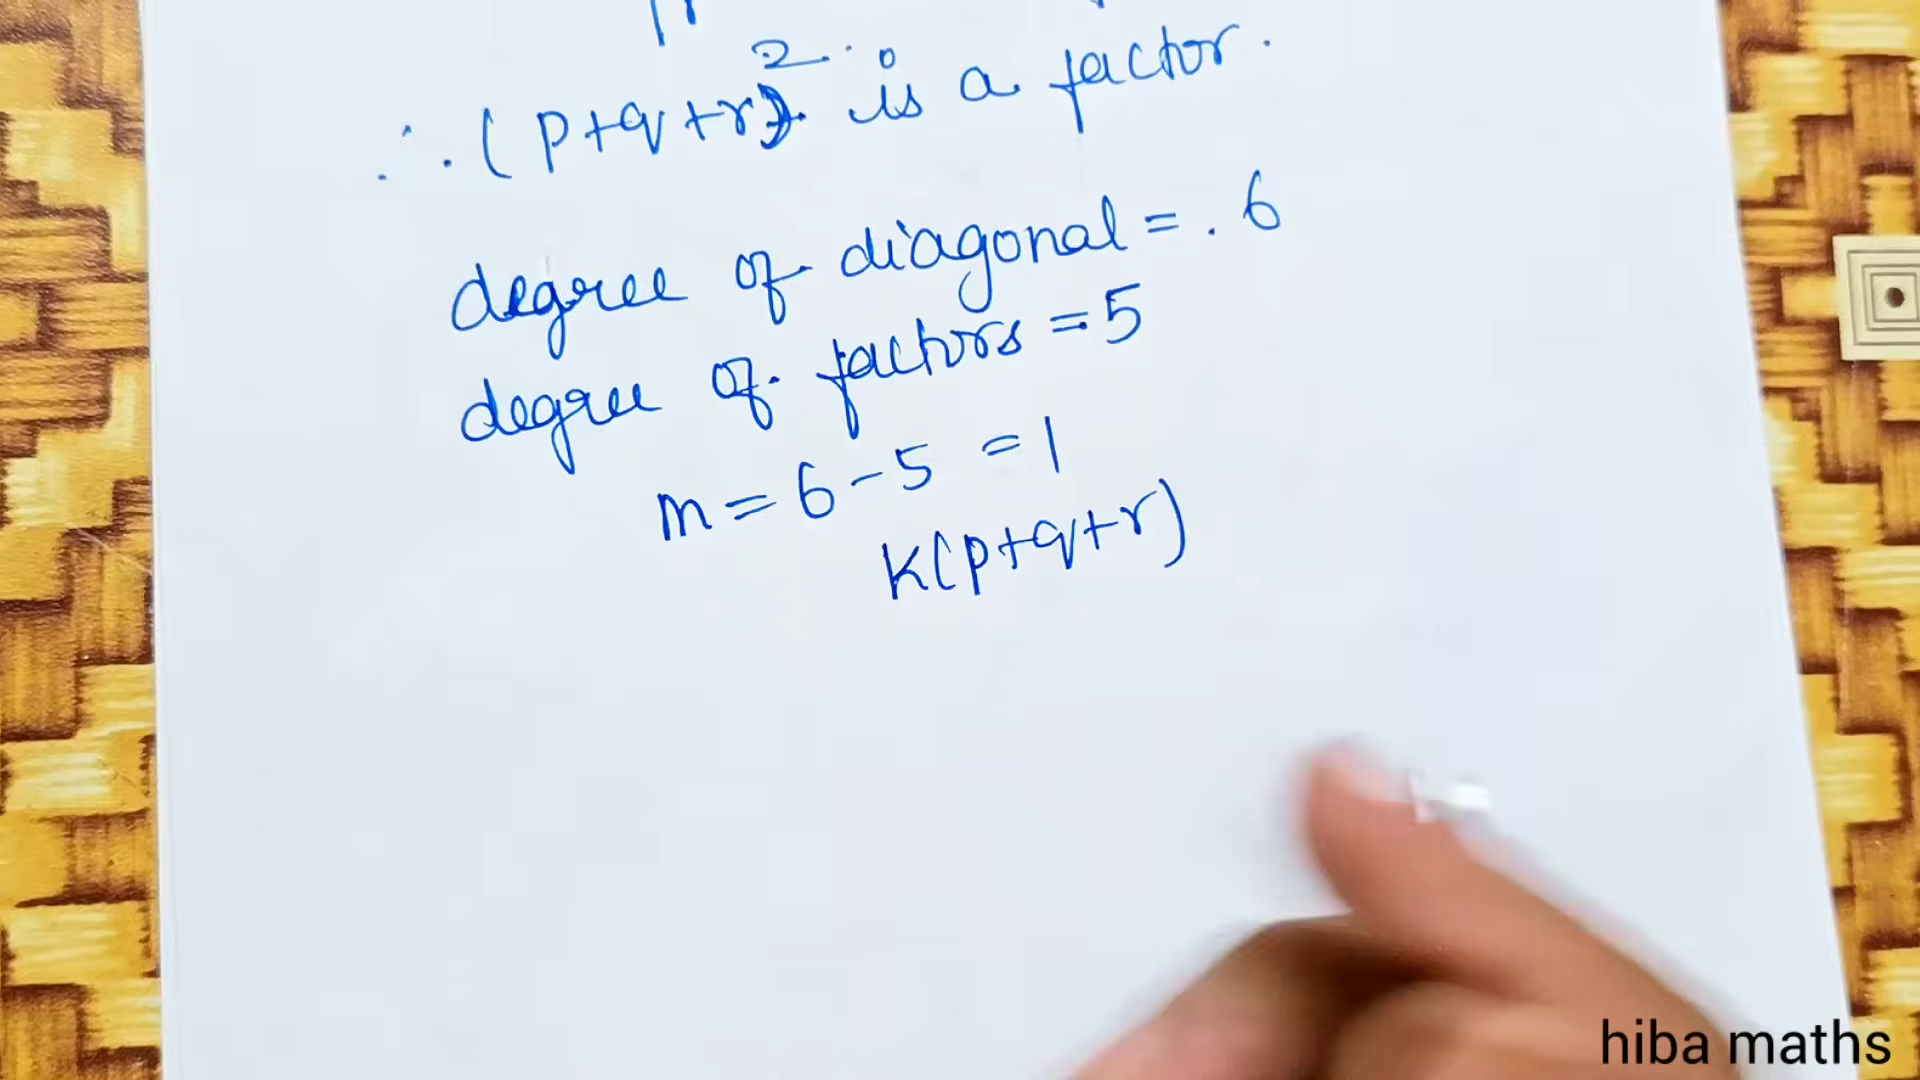 ∴ (p+q+r)² is a factor.
degree of diagonal = 6
degree of factors = 5
m = 6 - 5 = 1
k(p+q+r)
hiba maths